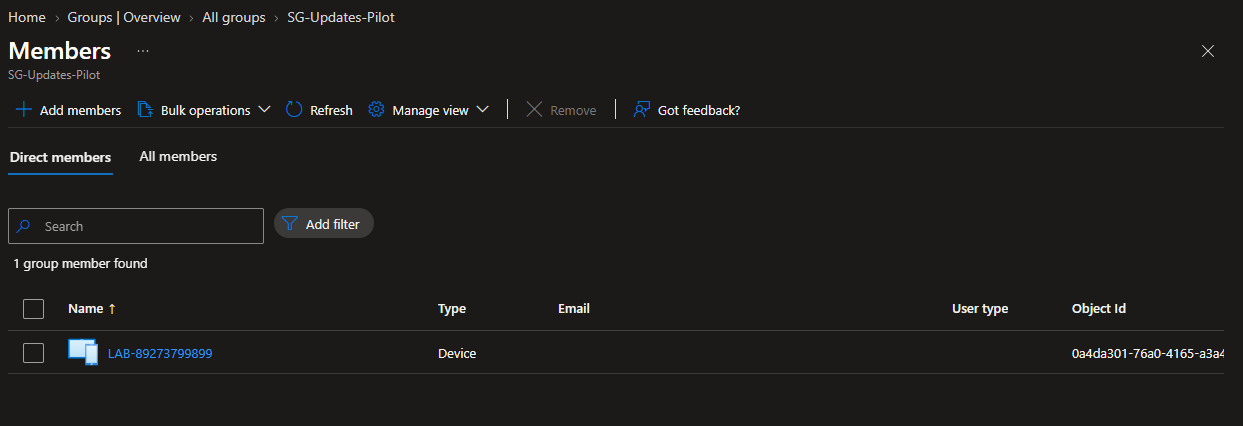 Home > Groups | Overview > All groups > SG-Updates-Pilot
Members ...
SG-Updates-Pilot
Add members Bulk operations Refresh Manage view Remove Got feedback?
Direct members All members
Search Add filter
1 group member found
Name ↑ Type Email User type Object Id
LAB-89273799899 Device 0a4da301-76a0-4165-a3a4